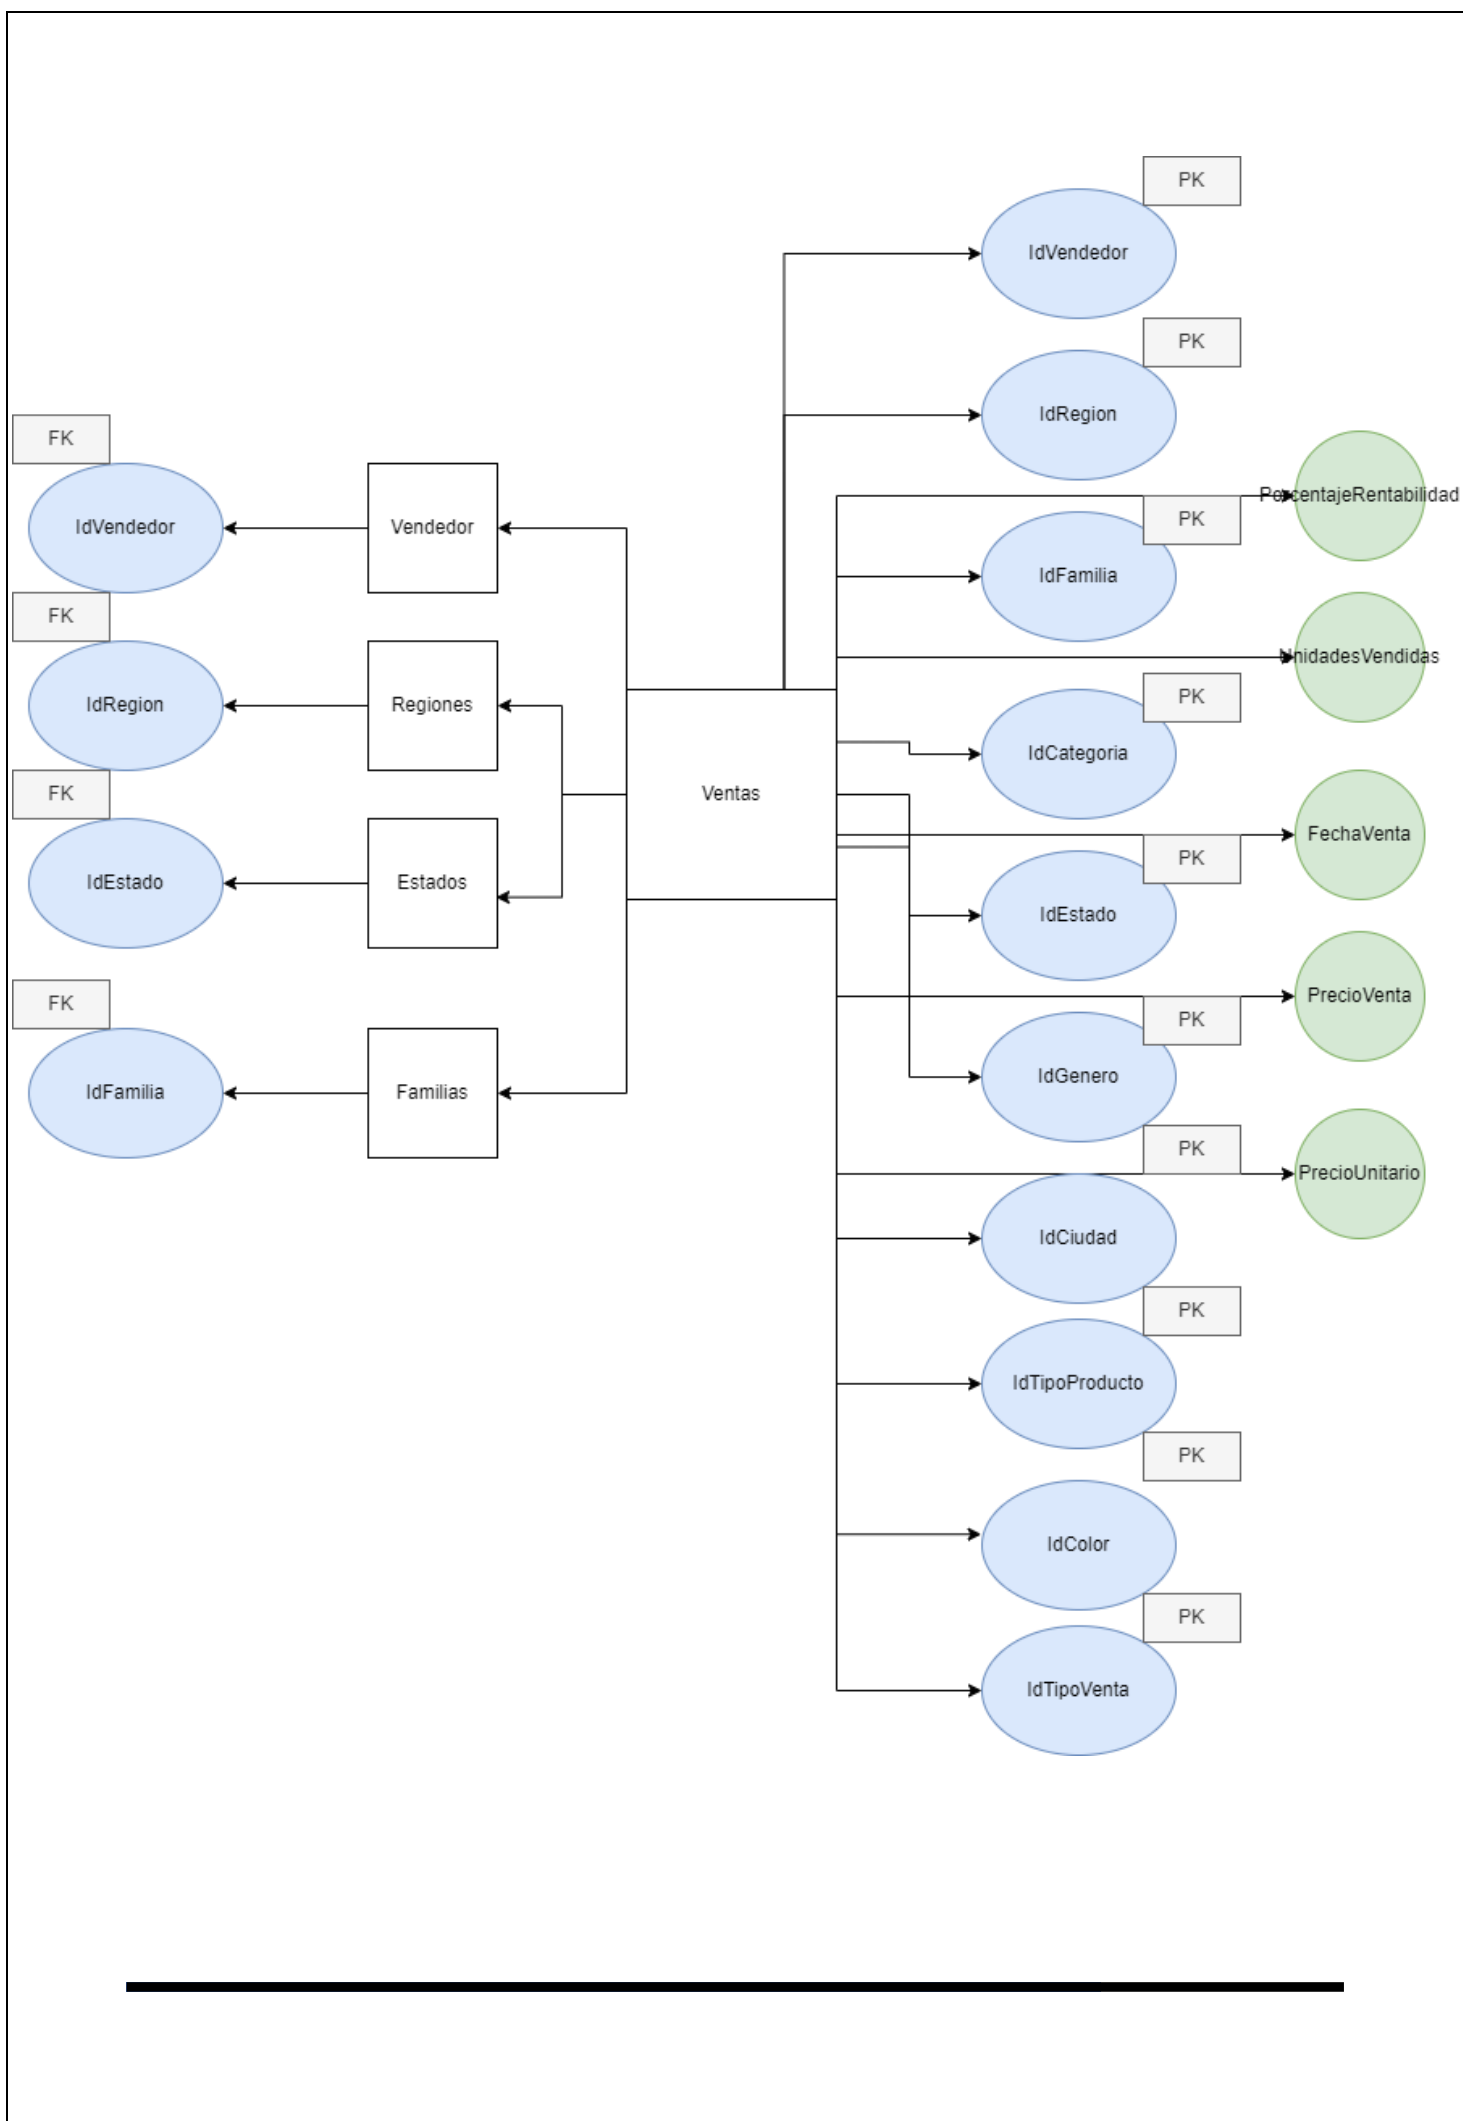 PK
IdVendedor
PK
IdRegion
FK
IdVendedor
Vendedor
PorcentajeRentabilidad
PK
IdFamilia
FK
IdRegion
Regiones
UnidadesVendidas
PK
IdCategoria
FK
IdEstado
Estados
Ventas
FechaVenta
PK
IdEstado
FK
IdFamilia
Familias
PrecioVenta
PK
IdGenero
PK
PrecioUnitario
IdCiudad
PK
IdTipoProducto
PK
IdColor
PK
IdTipoVenta